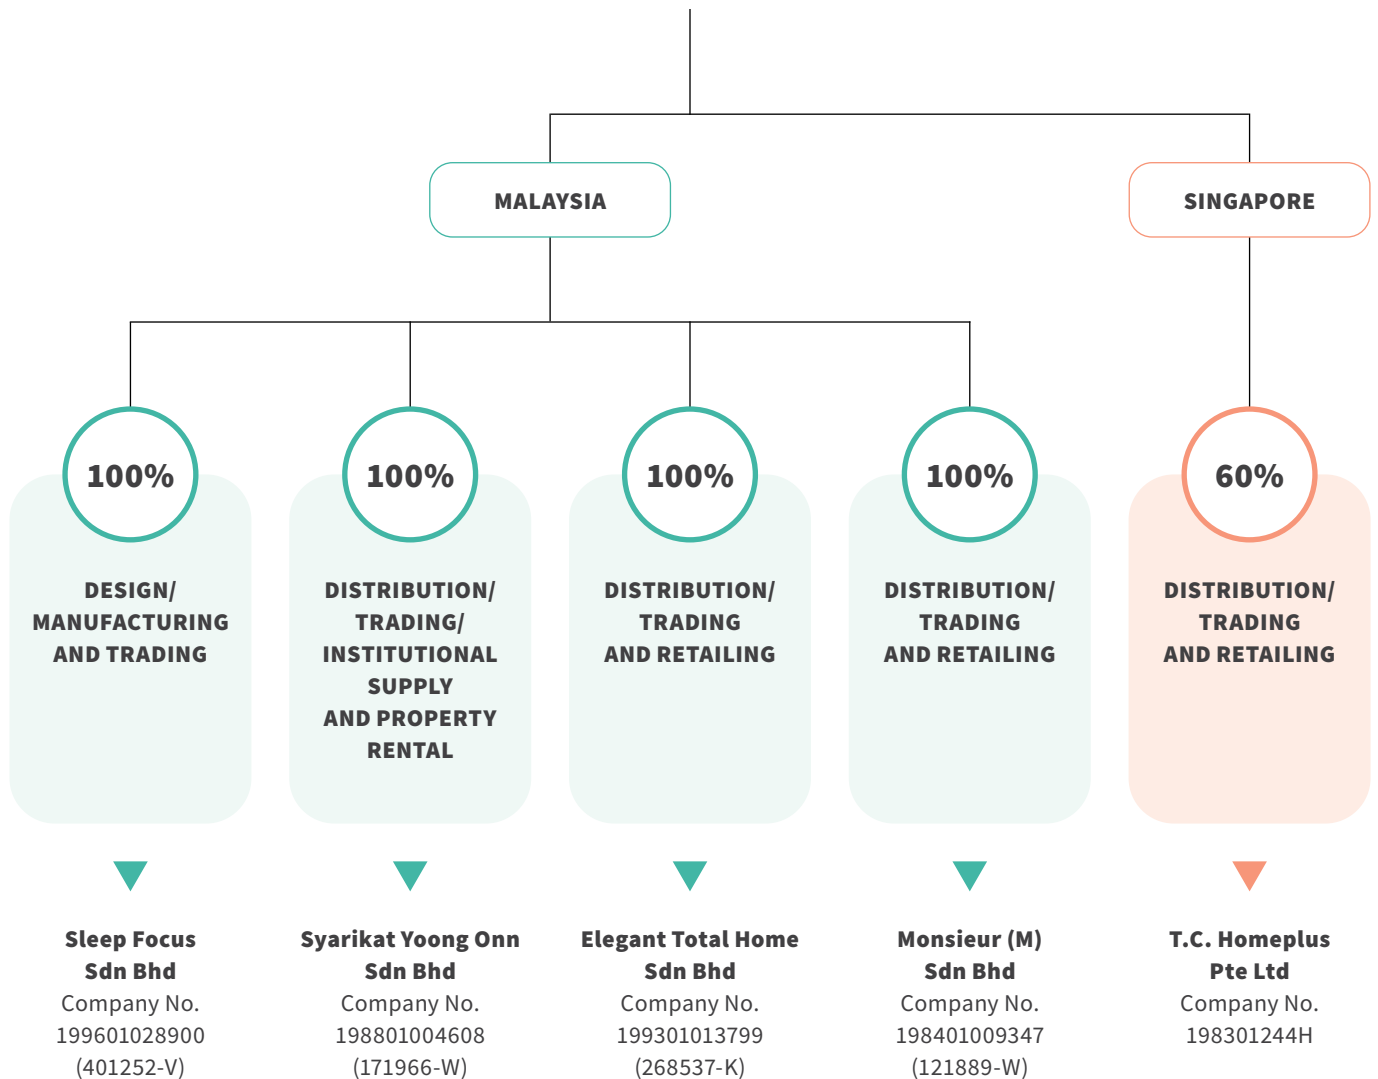 MALAYSIA
SINGAPORE
100%
DESIGN/
MANUFACTURING
AND TRADING
Sleep Focus
Sdn Bhd
Company No.
199601028900
(401252-V)
100%
DISTRIBUTION/
TRADING/
INSTITUTIONAL
SUPPLY
AND PROPERTY
RENTAL
Syarikat Yoong Onn
Sdn Bhd
Company No.
198801004608
(171966-W)
100%
DISTRIBUTION/
TRADING
AND RETAILING
Elegant Total Home
Sdn Bhd
Company No.
199301013799
(268537-K)
100%
DISTRIBUTION/
TRADING
AND RETAILING
Monsieur (M)
Sdn Bhd
Company No.
198401009347
(121889-W)
60%
DISTRIBUTION/
TRADING
AND RETAILING
T.C. Homeplus
Pte Ltd
Company No.
198301244H